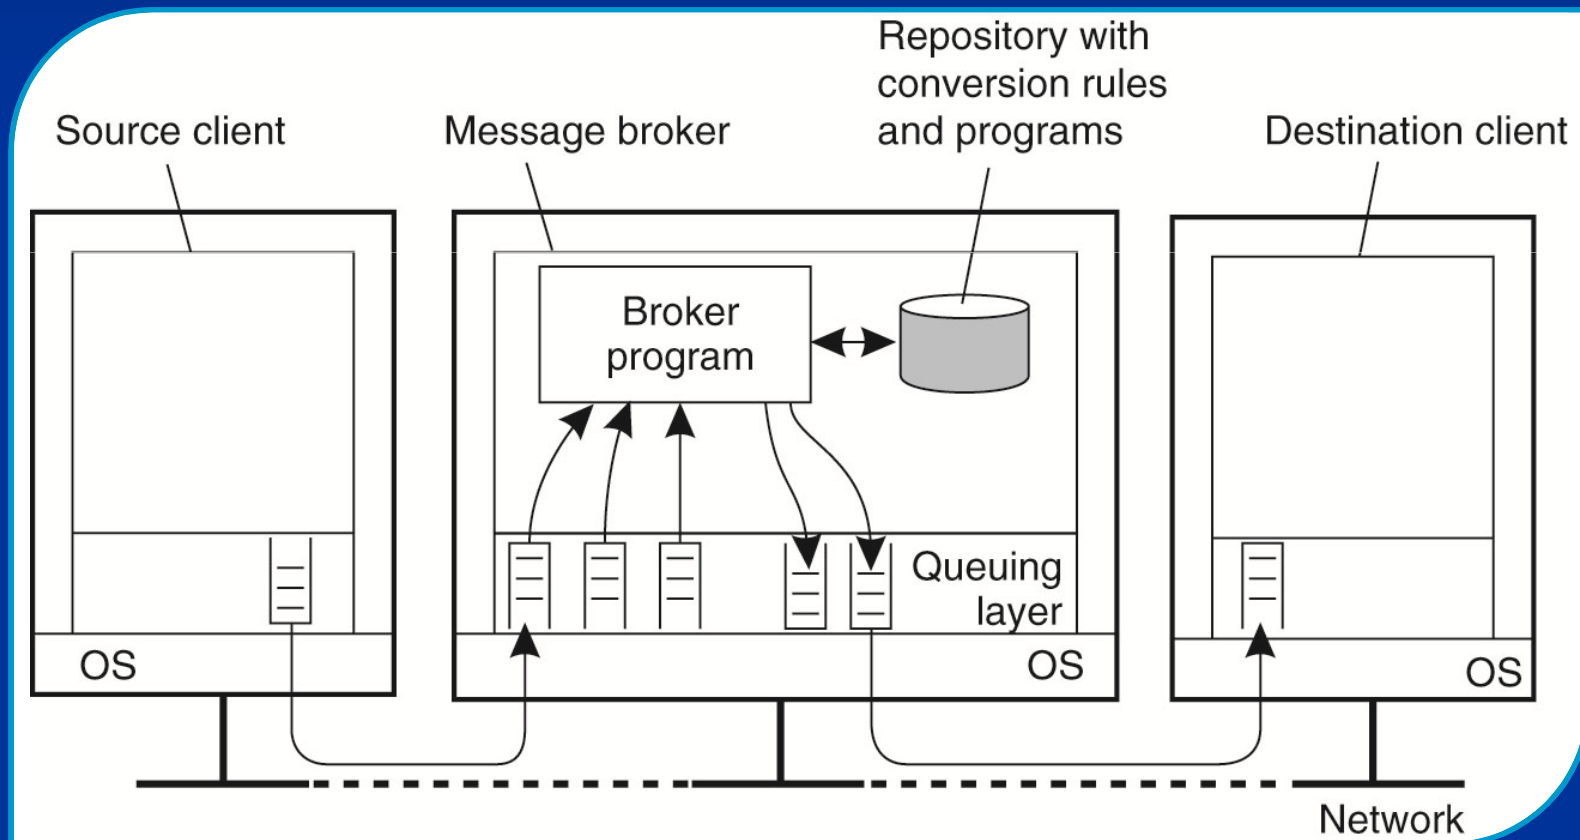 Repository with
conversion rules
and programs
Source client
Message broker
Destination client
Broker
program
Queuing
layer
OS
OS
OS
Network